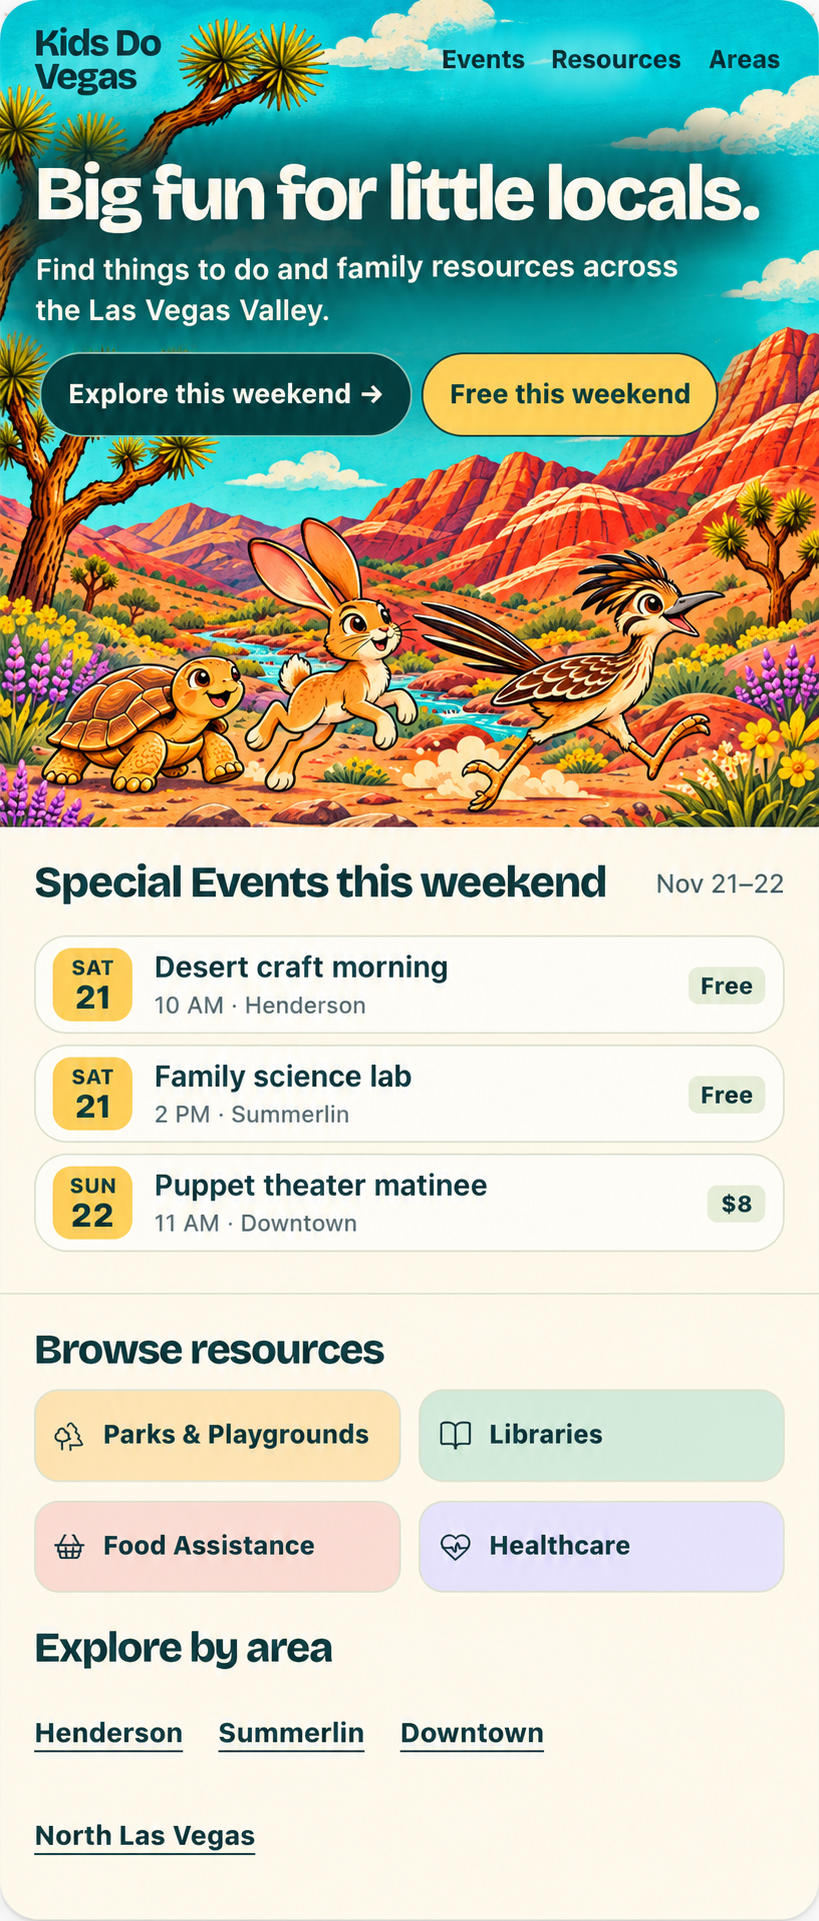 Kids Do
Vegas
Events Resources Areas
Big fun for little locals.
Find things to do and family resources across
the Las Vegas Valley.
Explore this weekend →
Free this weekend
Special Events this weekend
Nov 21–22
SAT
21
Desert craft morning
10 AM · Henderson
Free
SAT
21
Family science lab
2 PM · Summerlin
Free
SUN
22
Puppet theater matinee
11 AM · Downtown
$8
Browse resources
Parks & Playgrounds
Libraries
Food Assistance
Healthcare
Explore by area
Henderson Summerlin Downtown
North Las Vegas